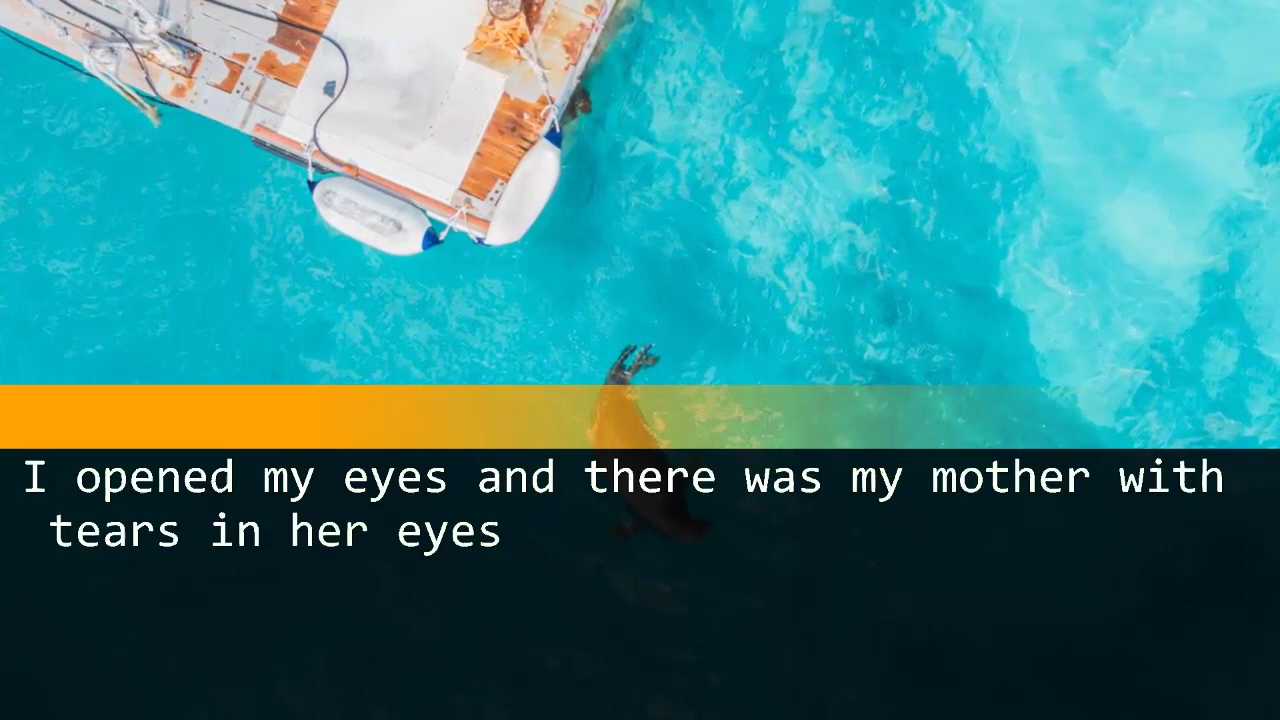 I opened my eyes and there was my mother with
tears in her eyes